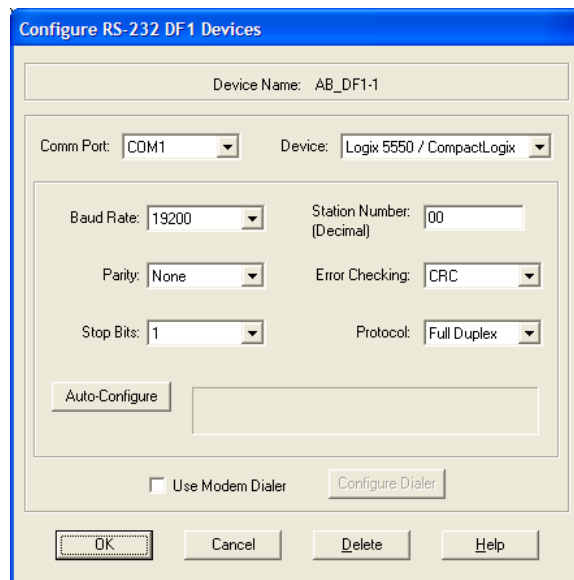 Configure RS-232 DF1 Devices
Device Name: AB_DF1-1
Comm Port: COM1 Device: Logix 5550 / CompactLogix
Baud Rate: 19200 Station Number: 00
(Decimal)
Parity: None Error Checking: CRC
Stop Bits: 1 Protocol: Full Duplex
Auto-Configure
Use Modem Dialer Configure Dialer
OK Cancel Delete Help